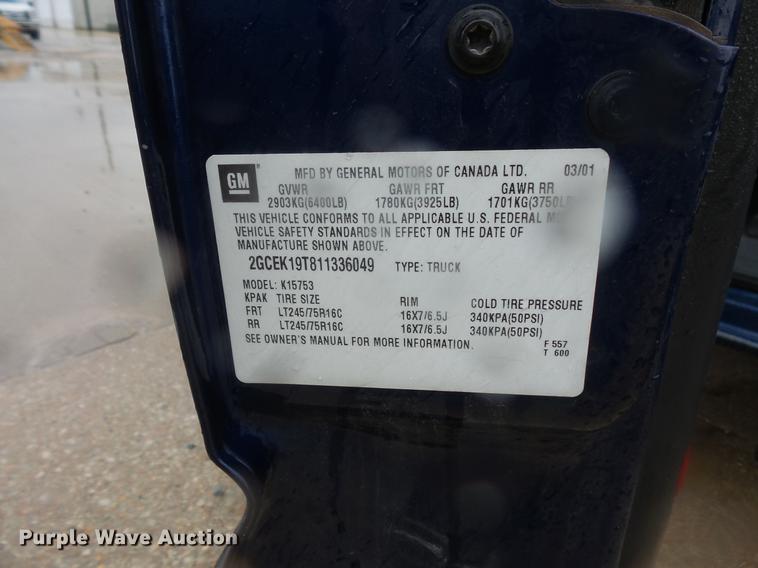 GM
MFD BY GENERAL MOTORS OF CANADA LTD. 03/01
GVWR GAWR FRT GAWR RR
2903KG(6400LB) 1780KG(3925LB) 1701KG(3750LB
THIS VEHICLE CONFORMS TO ALL APPLICABLE U.S. FEDERAL
VEHICLE SAFETY STANDARDS IN EFFECT ON THE DATE OF
MANUFACTURE SHOWN ABOVE.
2GCEK19T811336049 TYPE: TRUCK
MODEL: K15753
KPAK TIRE SIZE RIM COLD TIRE PRESSURE
FRT LT245/75R16C 16X7/6.5J 340KPA(50PSI)
RR LT245/75R16C 16X7/6.5J 340KPA(50PSI)
SEE OWNER'S MANUAL FOR MORE INFORMATION. F 557
T 600
Purple Wave Auction